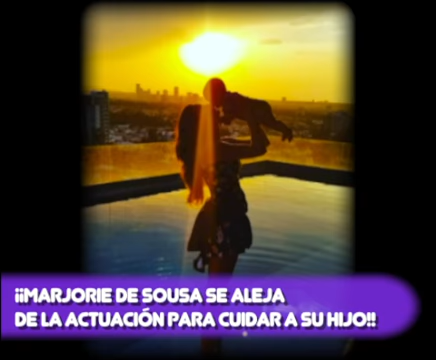 ¡¡MARJORIE DE SOUSA SE ALEJA
DE LA ACTUACIÓN PARA CUIDAR A SU HIJO!!